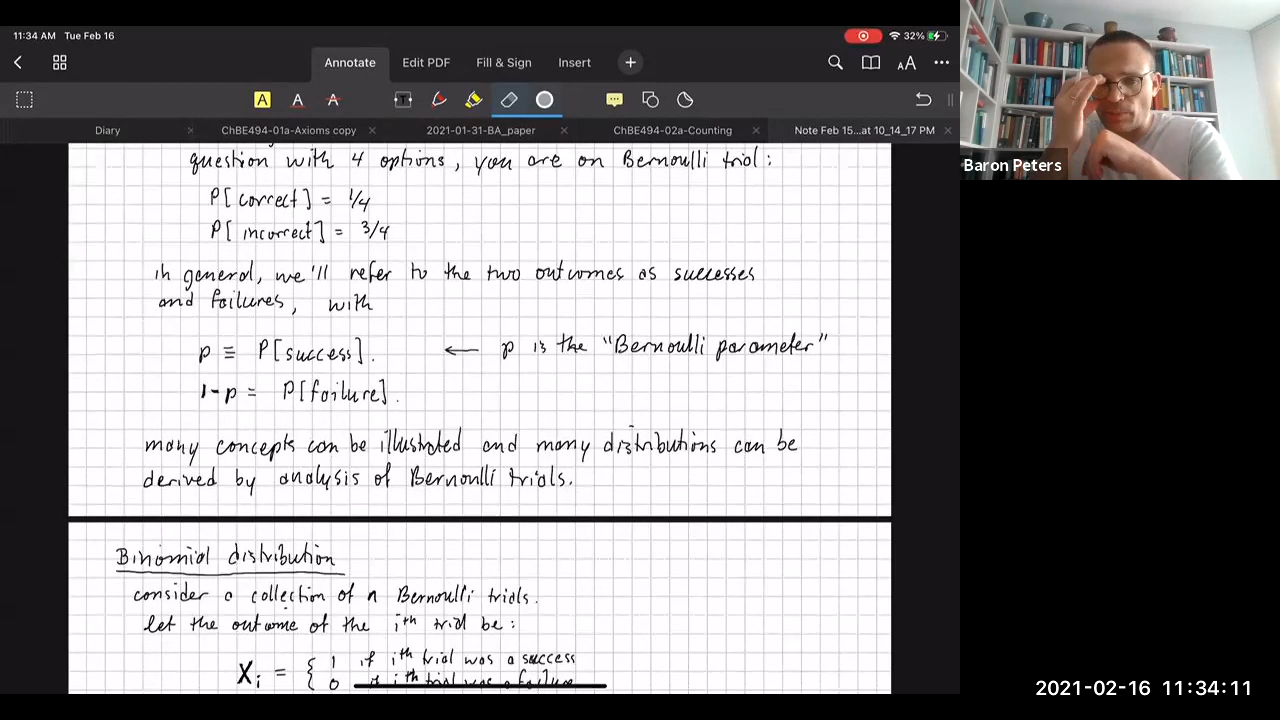 11:34 AM Tue Feb 16
32%
Annotate Edit PDF Fill & Sign Insert
AA
A A A T
Diary ChBE494-01a-Axioms copy 2021-01-31-BA_paper ChBE494-02a-Counting Note Feb 15...at 10_14_17 PM
question with 4 options, you are on Bernoulli trial:
P[correct] = 1/4
P[incorrect] = 3/4
in general, we'll refer to the two outcomes as successes
and failures, with
p ≡ P[success]. ← p is the "Bernoulli parameter"
1-p = P[failure].
many concepts can be illustrated and many distributions can be
derived by analysis of Bernoulli trials.
Binomial distribution
consider a collection of n Bernoulli trials.
let the outcome of the ith trial be:
Xi = { 1 if ith trial was a success
0 if ith trial was a failure
Baron Peters
2021-02-16 11:34:11